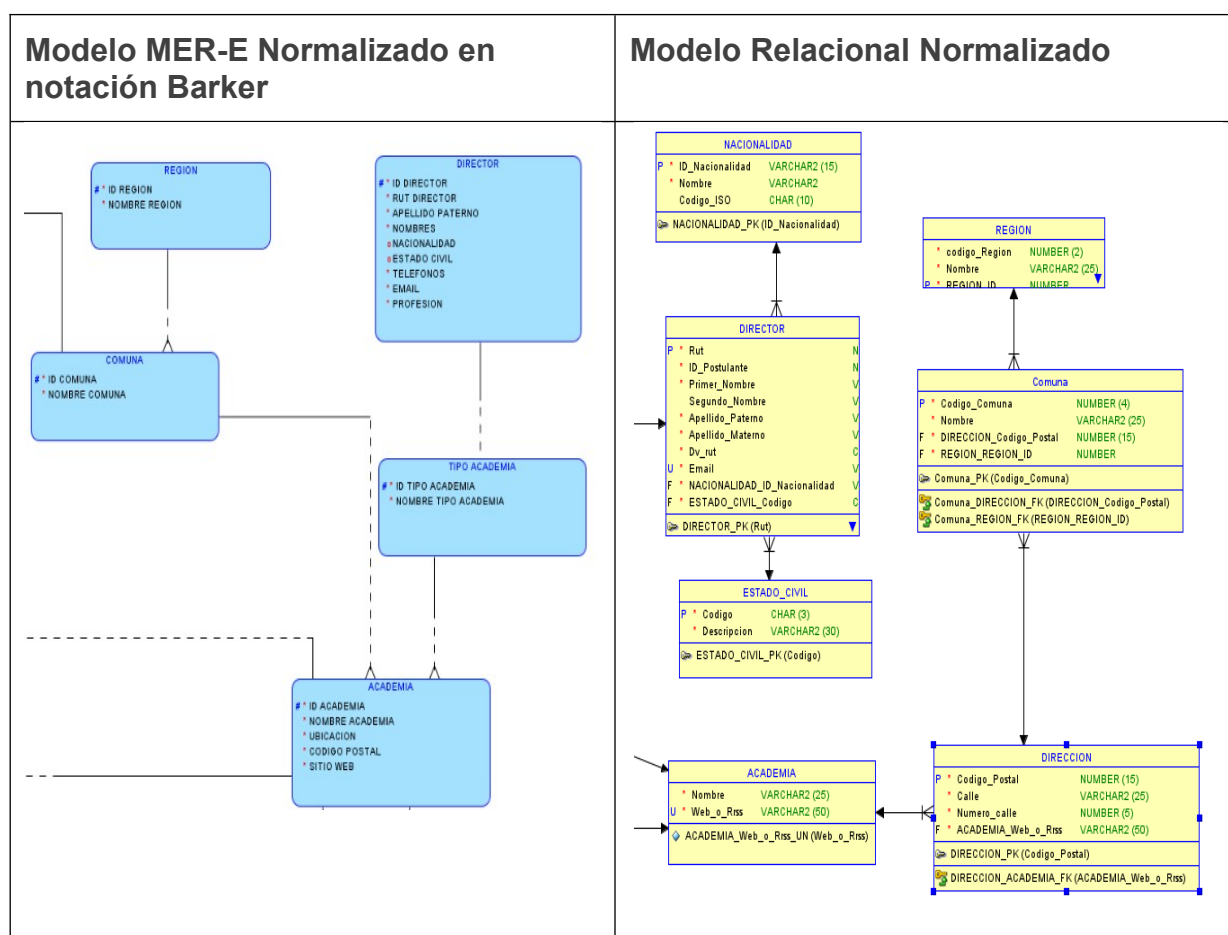 Modelo MER-E Normalizado en
notación Barker
Modelo Relacional Normalizado
REGION
# * ID REGION
* NOMBRE REGION
DIRECTOR
# * ID DIRECTOR
* RUT DIRECTOR
* APELLIDO PATERNO
* NOMBRES
o NACIONALIDAD
o ESTADO CIVIL
* TELEFONOS
* EMAIL
* PROFESION
COMUNA
# * ID COMUNA
* NOMBRE COMUNA
TIPO ACADEMIA
# * ID TIPO ACADEMIA
* NOMBRE TIPO ACADEMIA
ACADEMIA
# * ID ACADEMIA
* NOMBRE ACADEMIA
* UBICACION
* CODIGO POSTAL
* SITIO WEB
NACIONALIDAD
P * ID_Nacionalidad VARCHAR2 (15)
* Nombre VARCHAR2
Codigo_ISO CHAR (10)
NACIONALIDAD_PK (ID_Nacionalidad)
REGION
* codigo_Region NUMBER (2)
* Nombre VARCHAR2 (25)
P * REGION_ID NUMBER
DIRECTOR
P * Rut N
* ID_Postulante N
* Primer_Nombre V
Segundo_Nombre V
* Apellido_Paterno V
* Apellido_Materno V
* Dv_rut C
U * Email V
F * NACIONALIDAD_ID_Nacionalidad V
F * ESTADO_CIVIL_Codigo C
DIRECTOR_PK (Rut)
Comuna
P * Codigo_Comuna NUMBER (4)
* Nombre VARCHAR2 (25)
F * DIRECCION_Codigo_Postal NUMBER (15)
F * REGION_REGION_ID NUMBER
Comuna_PK (Codigo_Comuna)
Comuna_DIRECCION_FK (DIRECCION_Codigo_Postal)
Comuna_REGION_FK (REGION_REGION_ID)
ESTADO_CIVIL
P * Codigo CHAR (3)
* Descripcion VARCHAR2 (30)
ESTADO_CIVIL_PK (Codigo)
ACADEMIA
* Nombre VARCHAR2 (25)
U * Web_o_Rrss VARCHAR2 (50)
ACADEMIA_Web_o_Rrss_UN (Web_o_Rrss)
DIRECCION
P * Codigo_Postal NUMBER (15)
* Calle VARCHAR2 (25)
* Numero_calle NUMBER (5)
F * ACADEMIA_Web_o_Rrss VARCHAR2 (50)
DIRECCION_PK (Codigo_Postal)
DIRECCION_ACADEMIA_FK (ACADEMIA_Web_o_Rrss)